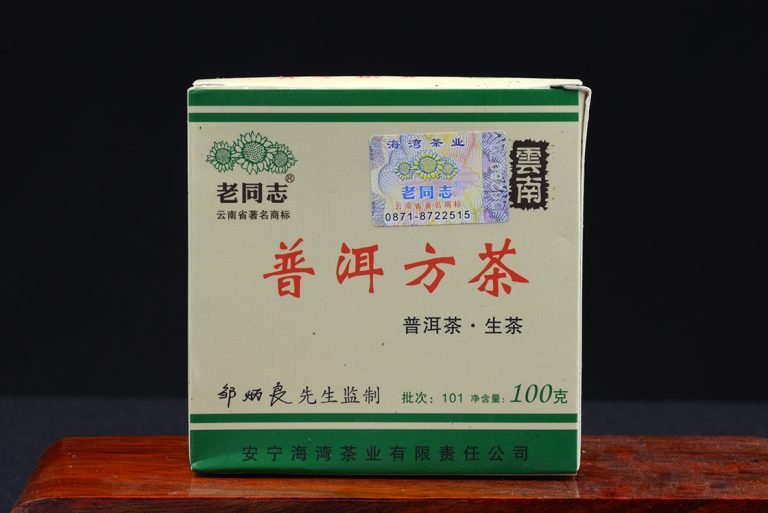 老同志®
云南省著名商标
海湾茶业
老同志®
云南省著名商标
0871-8722515
雲南
普洱方茶
普洱茶·生茶
邹炳良先生监制 批次：101 净含量：100克
安宁海湾茶业有限责任公司